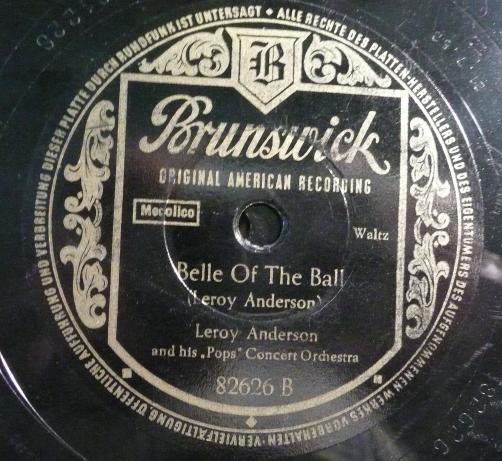 ALLE RECHTE DES PLATTEN-HERSTELLERS UND DES EIGENTÜMERS DES AUFGENOMMENEN WERKES VORBEHALTEN · VERVIELFÄLTIGUNG ÖFFENTLICHE AUFFÜHRUNG UND VERBREITUNG DIESER PLATTE DURCH RUNDFUNK IST UNTERSAGT •
B
Brunswick
ORIGINAL AMERICAN RECORDING
Mecolico
Waltz
Belle Of The Ball
(Leroy Anderson)
Leroy Anderson
and his „Pops" Concert Orchestra
82626 B